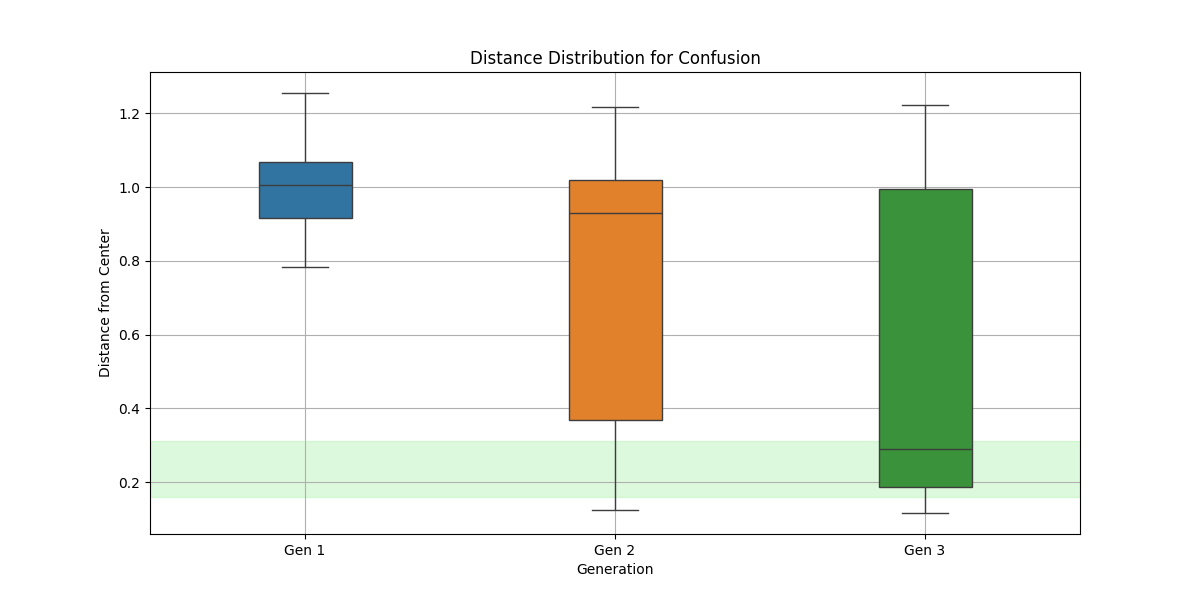 Distance Distribution for Confusion
Distance from Center
1.2
1.0
0.8
0.6
0.4
0.2
Gen 1
Gen 2
Gen 3
Generation